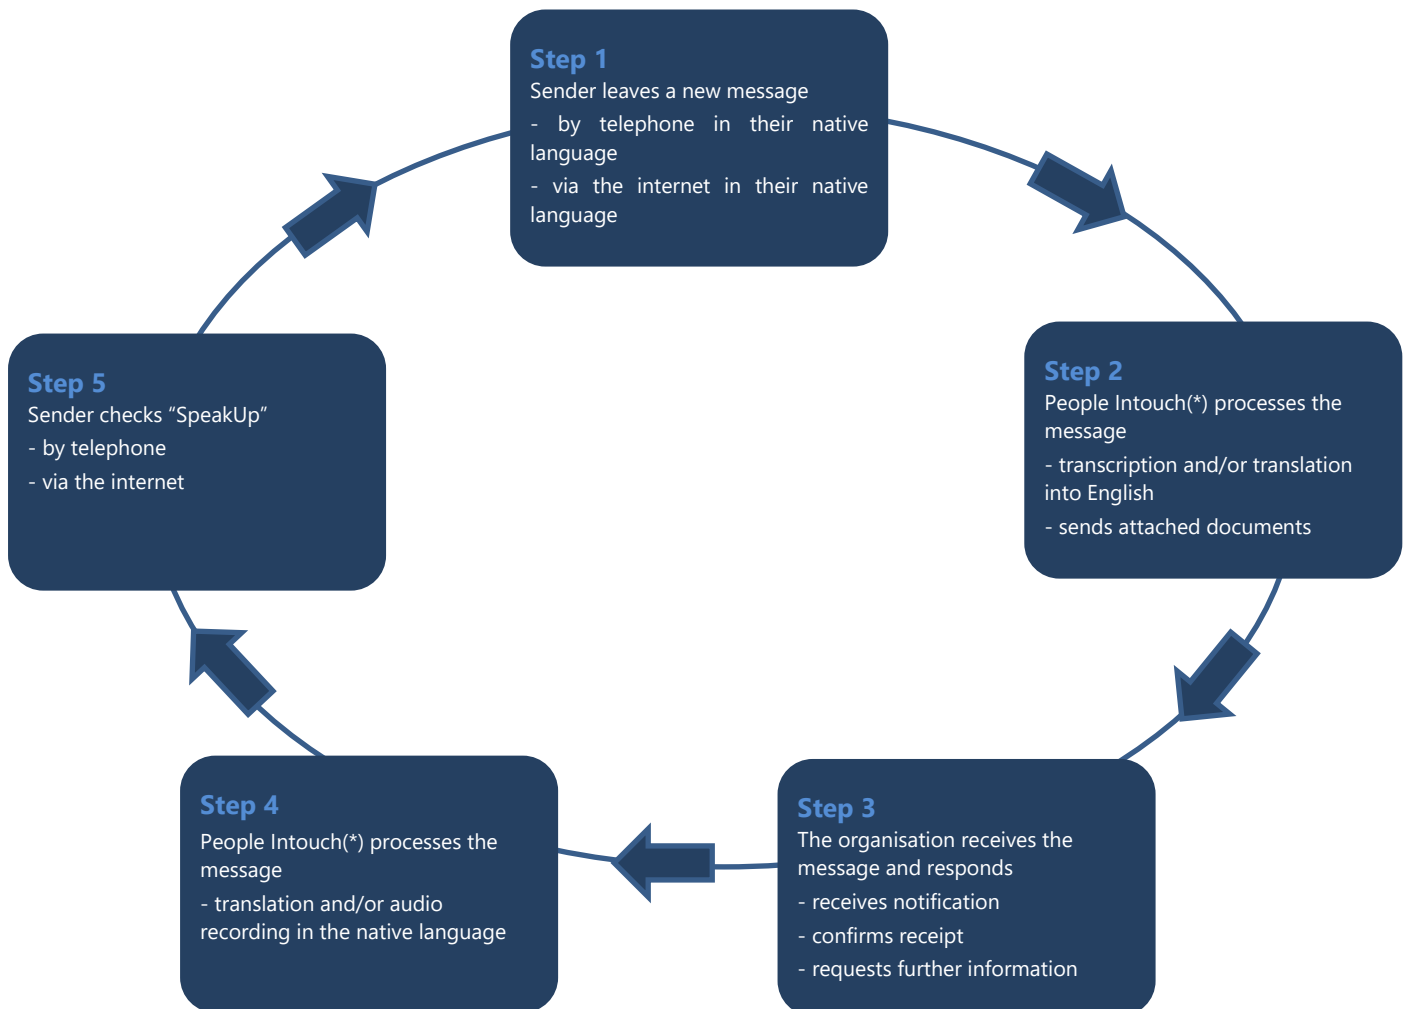 Step 1
Sender leaves a new message
- by telephone in their native
language
- via the internet in their native
language
Step 2
People Intouch(*) processes the
message
- transcription and/or translation
into English
- sends attached documents
Step 3
The organisation receives the
message and responds
- receives notification
- confirms receipt
- requests further information
Step 4
People Intouch(*) processes the
message
- translation and/or audio
recording in the native language
Step 5
Sender checks “SpeakUp”
- by telephone
- via the internet